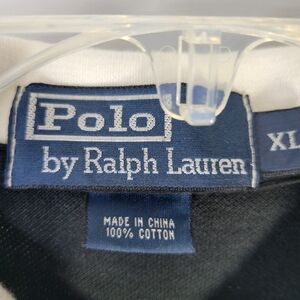 Polo
by Ralph Lauren
XL
MADE IN CHINA
100% COTTON